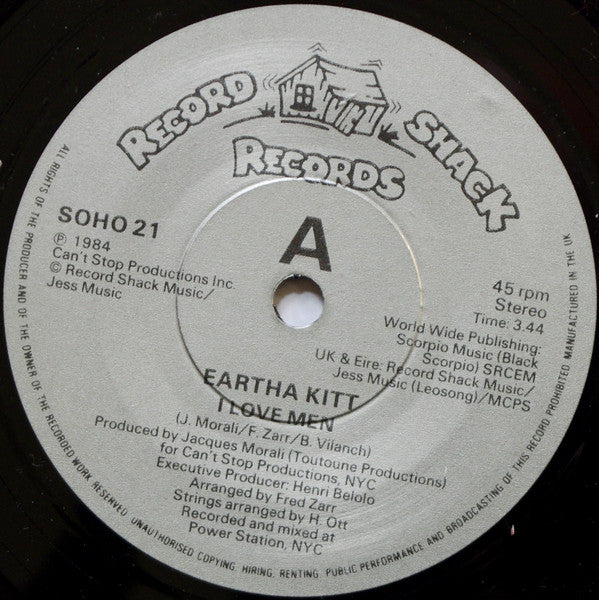 RECORD SHACK
RECORDS
A
SOHO 21
℗ 1984
Can't Stop Productions Inc.
© Record Shack Music/
Jess Music
45 rpm
Stereo
Time: 3.44
World Wide Publishing:
Scorpio Music (Black
Scorpio) SRCEM
UK & Eire: Record Shack Music/
Jess Music (Leosong)/MCPS
EARTHA KITT
I LOVE MEN
(J. Morali/F. Zarr/B. Vilanch)
Produced by Jacques Morali (Toutoune Productions)
for Can't Stop Productions, NYC
Executive Producer: Henri Belolo
Arranged by Fred Zarr
Strings arranged by H. Ott
Recorded and mixed at
Power Station, NYC
ALL RIGHTS OF THE PRODUCER AND OF THE OWNER OF THE RECORDED WORK RESERVED. UNAUTHORISED COPYING, HIRING, RENTING, PUBLIC PERFORMANCE AND BROADCASTING OF THIS RECORD PROHIBITED. MANUFACTURED IN THE UK